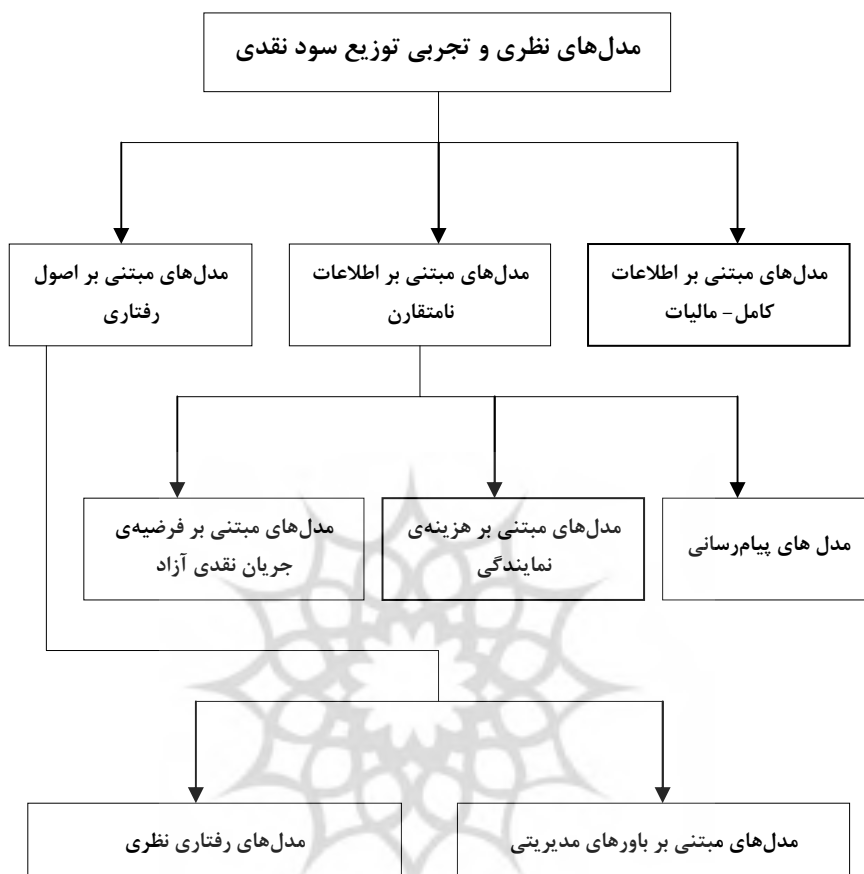 مدل‌های نظری و تجربی توزیع سود نقدی
مدل‌های مبتنی بر اطلاعات
کامل- مالیات
مدل‌های مبتنی بر اطلاعات
نامتقارن
مدل‌های مبتنی بر اصول
رفتاری
مدل های پیام‌رسانی
مدل‌های مبتنی بر هزینه‌ی
نمایندگی
مدل‌های مبتنی بر فرضیه‌ی
جریان نقدی آزاد
مدل‌های مبتنی بر باورهای مدیریتی
مدل‌های رفتاری نظری